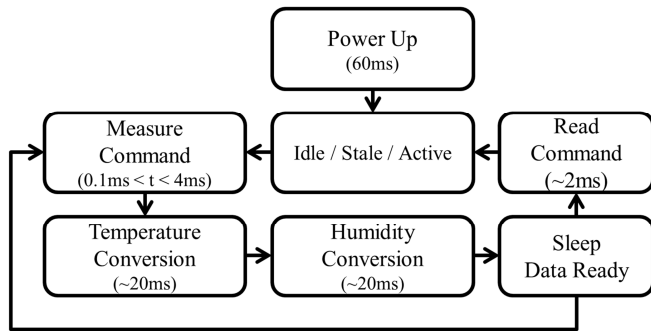 Power Up
(60ms)
Measure
Command
(0.1ms < t < 4ms)
Idle / Stale / Active
Read
Command
(~2ms)
Temperature
Conversion
(~20ms)
Humidity
Conversion
(~20ms)
Sleep
Data Ready